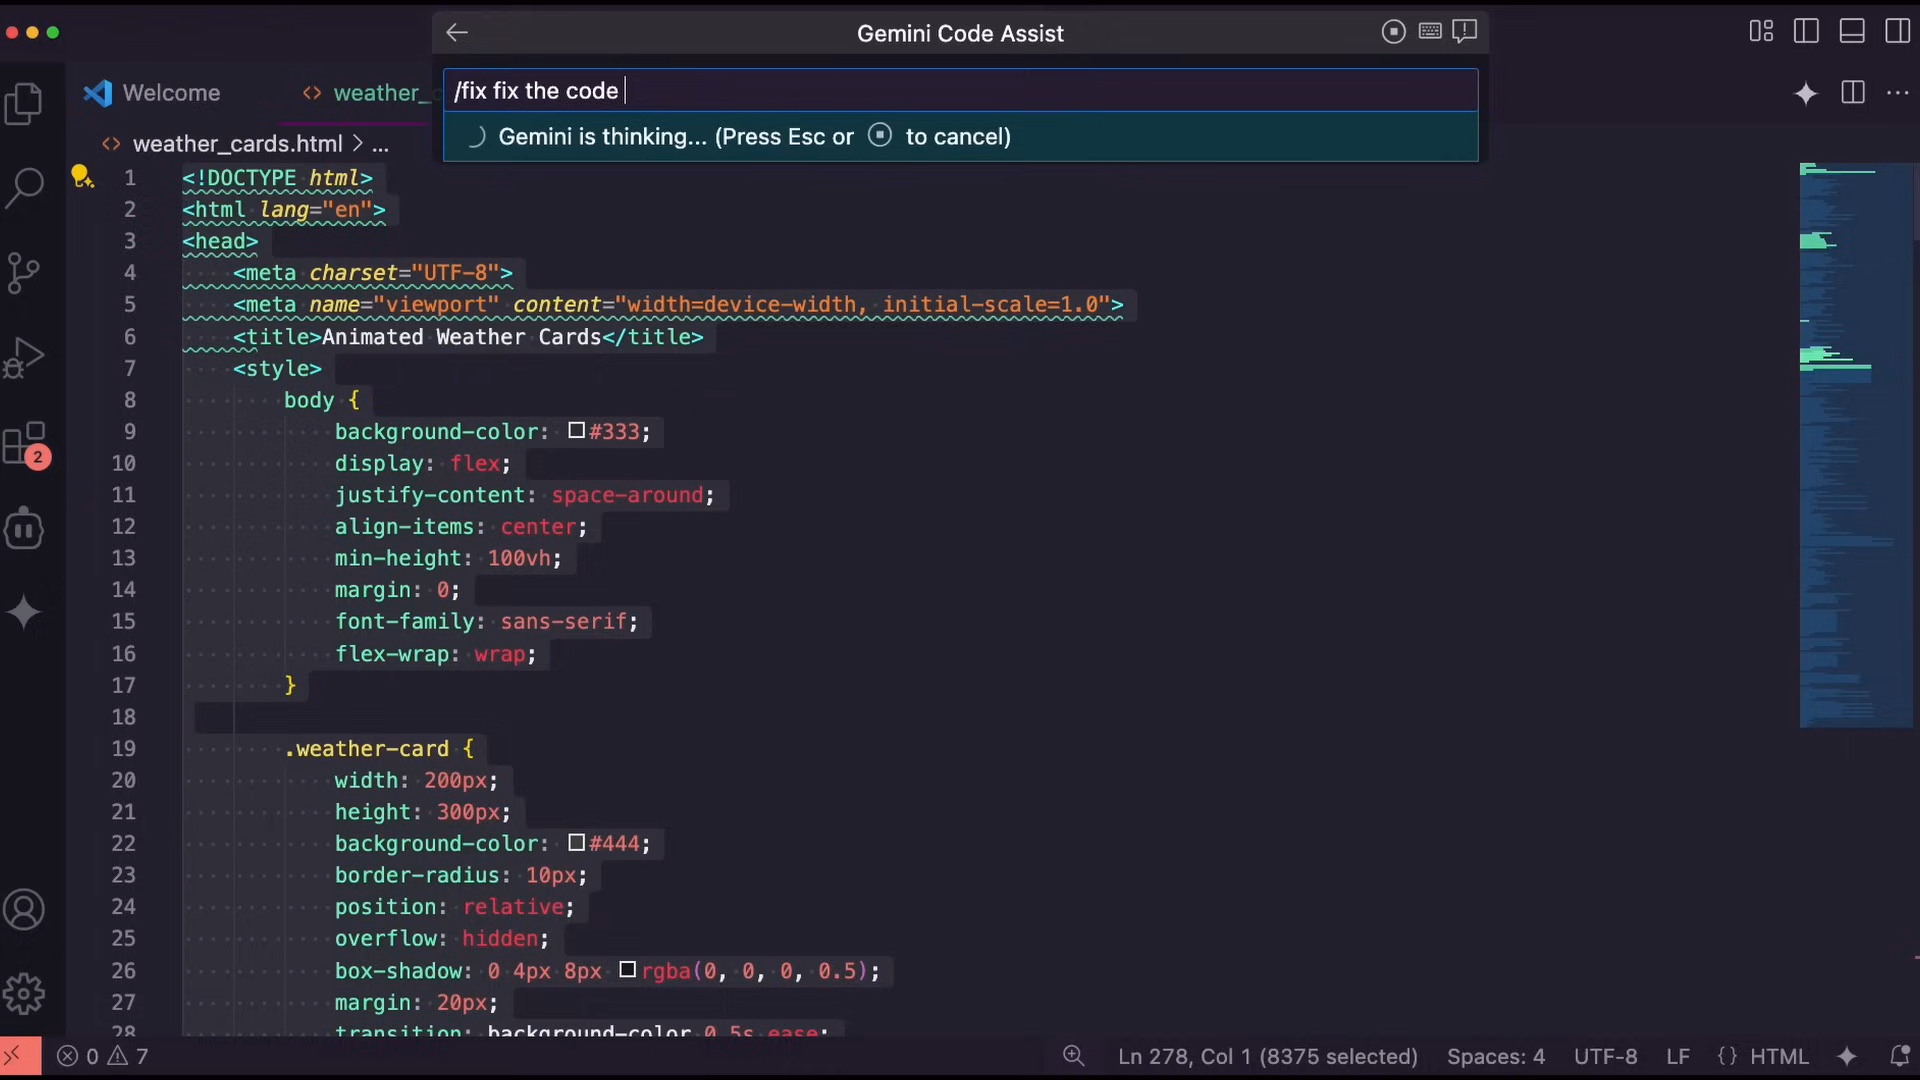 Gemini Code Assist
Welcome
weather_
/fix fix the code
Gemini is thinking... (Press Esc or to cancel)
weather_cards.html > ...
1 <!DOCTYPE html>
2 <html lang="en">
3 <head>
4 <meta charset="UTF-8">
5 <meta name="viewport" content="width=device-width, initial-scale=1.0">
6 <title>Animated Weather Cards</title>
7 <style>
8 body {
9 background-color: #333;
10 display: flex;
11 justify-content: space-around;
12 align-items: center;
13 min-height: 100vh;
14 margin: 0;
15 font-family: sans-serif;
16 flex-wrap: wrap;
17 }
18
19 .weather-card {
20 width: 200px;
21 height: 300px;
22 background-color: #444;
23 border-radius: 10px;
24 position: relative;
25 overflow: hidden;
26 box-shadow: 0 4px 8px rgba(0, 0, 0, 0.5);
27 margin: 20px;
28 transition: background-color 0.5s ease;
2
0 7
Ln 278, Col 1 (8375 selected)
Spaces: 4
UTF-8
LF
{} HTML